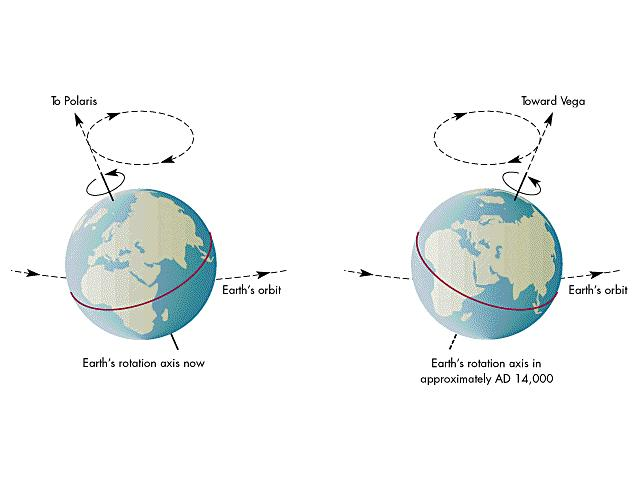 To Polaris
Toward Vega
Earth's orbit
Earth's orbit
Earth's rotation axis now
Earth's rotation axis in
approximately AD 14,000